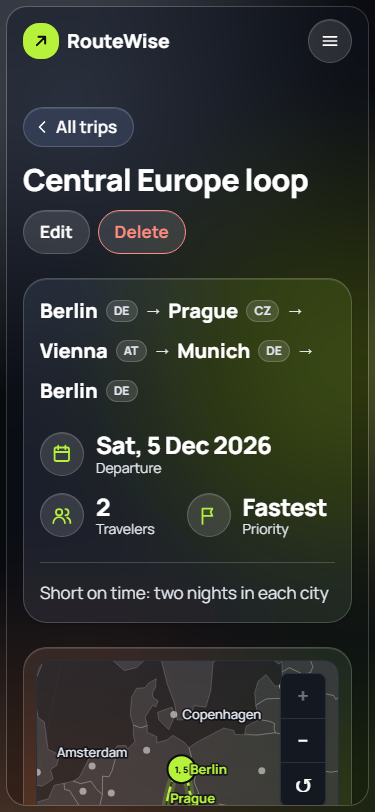 RouteWise
All trips
Central Europe loop
Edit Delete
Berlin DE → Prague CZ →
Vienna AT → Munich DE →
Berlin DE
Sat, 5 Dec 2026
Departure
2 Fastest
Travelers Priority
Short on time: two nights in each city
+
Copenhagen
−
Amsterdam
1, 5 Berlin
↺
Prague